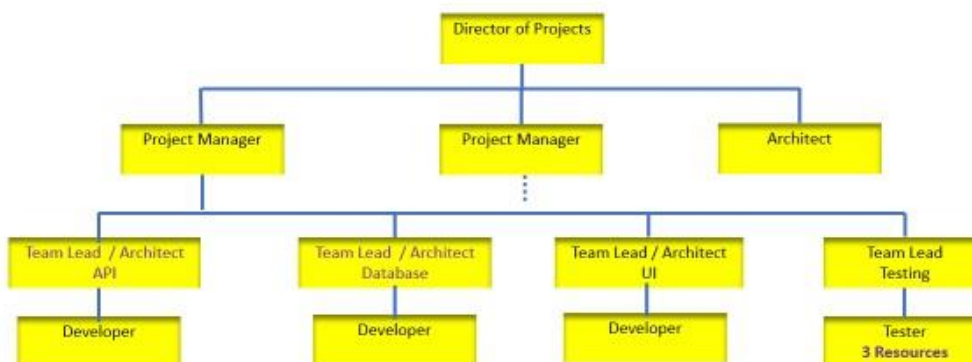 Director of Projects
Project Manager
Project Manager
Architect
Team Lead / Architect
API
Team Lead / Architect
Database
Team Lead / Architect
UI
Team Lead
Testing
Developer
Developer
Developer
Tester
3 Resources